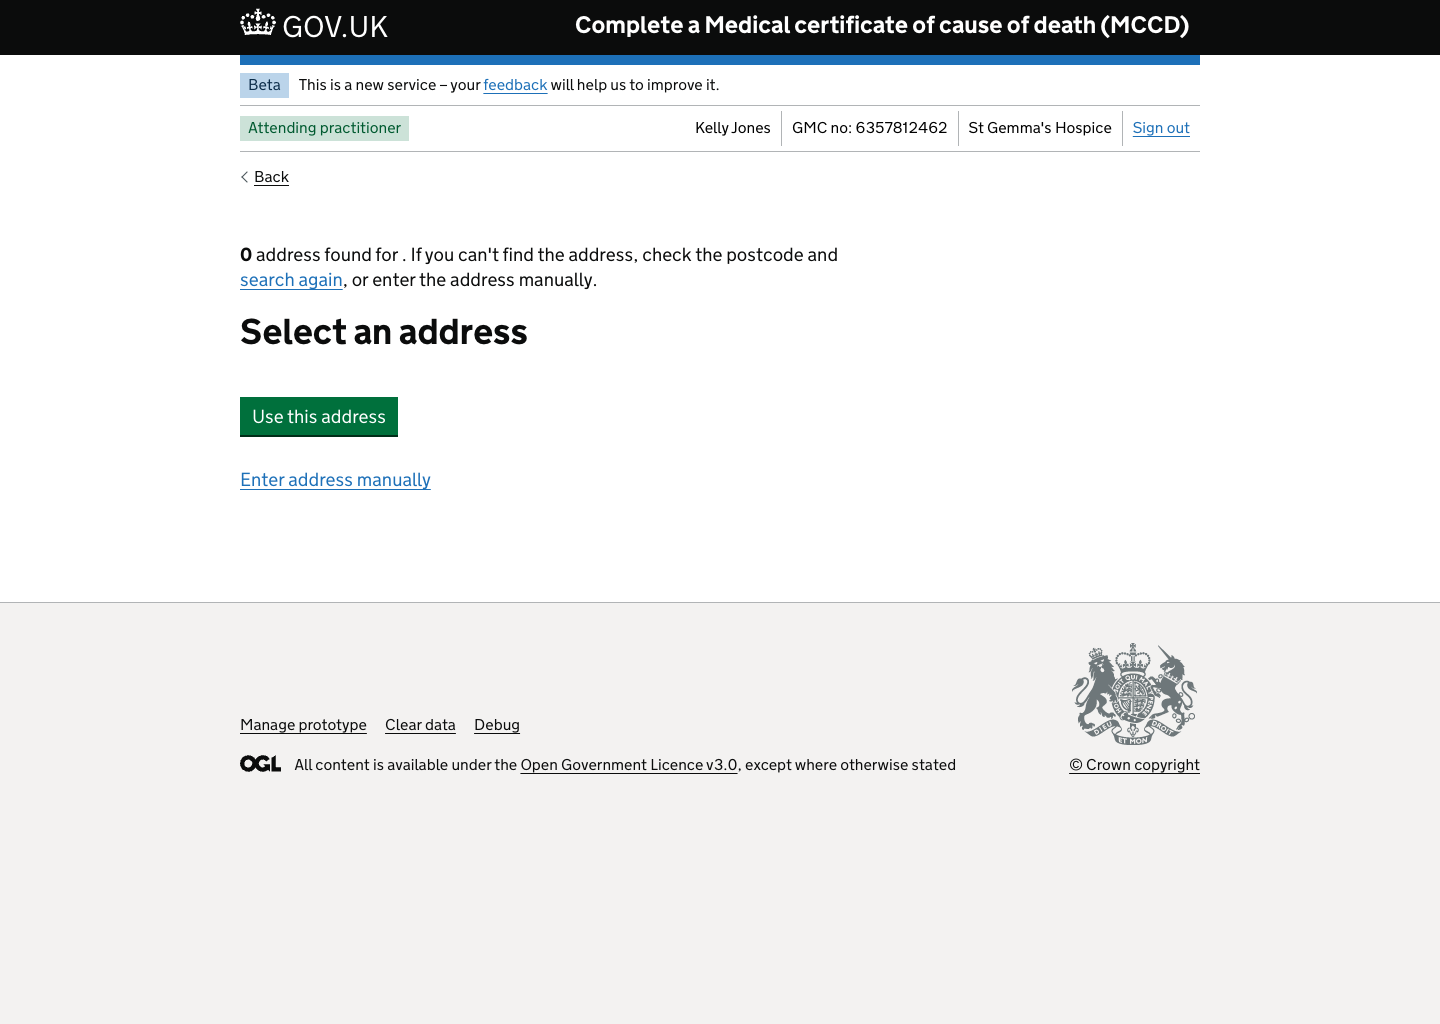 GOV.UK
Complete a Medical certificate of cause of death (MCCD)
Beta
This is a new service – your feedback will help us to improve it.
Attending practitioner
Kelly Jones
GMC no: 6357812462
St Gemma's Hospice
Sign out
Back
0 address found for . If you can't find the address, check the postcode and
search again, or enter the address manually.
Select an address
Use this address
Enter address manually
Manage prototype
Clear data
Debug
OGL
All content is available under the Open Government Licence v3.0, except where otherwise stated
© Crown copyright